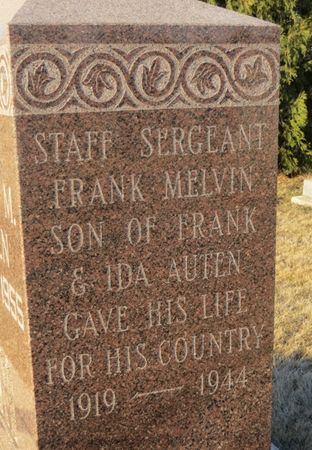 STAFF SERGEANT
FRANK MELVIN
SON OF FRANK
& IDA AUTEN
GAVE HIS LIFE
FOR HIS COUNTRY
1919 — 1944